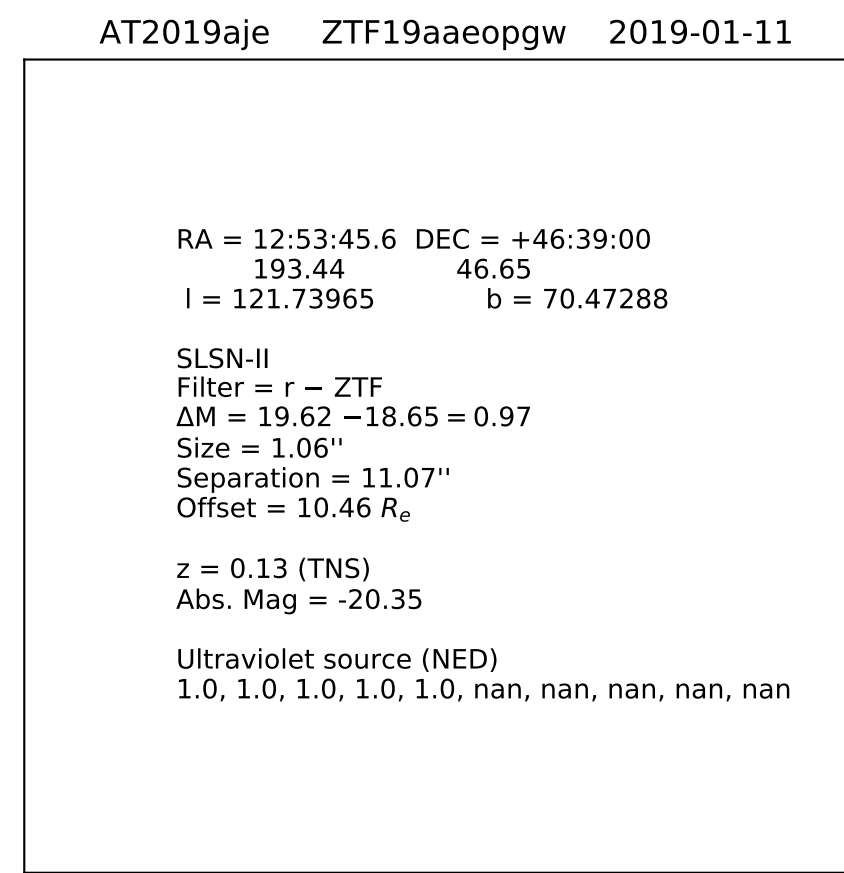 AT2019aje ZTF19aaeopgw 2019-01-11
RA = 12:53:45.6 DEC = +46:39:00
193.44 46.65
l = 121.73965 b = 70.47288
SLSN-II
Filter = r − ZTF
ΔM = 19.62 −18.65 = 0.97
Size = 1.06''
Separation = 11.07''
Offset = 10.46 Re
z = 0.13 (TNS)
Abs. Mag = -20.35
Ultraviolet source (NED)
1.0, 1.0, 1.0, 1.0, 1.0, nan, nan, nan, nan, nan